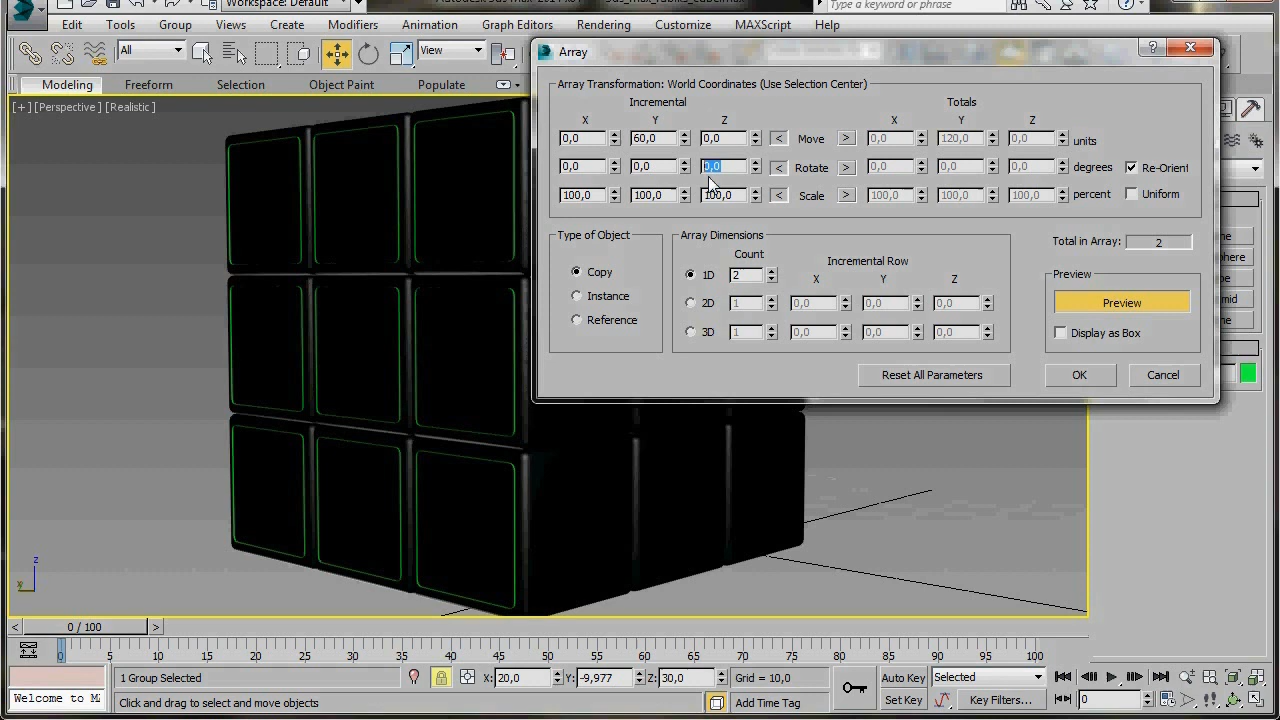 Workspace: Default
Type a keyword or phrase
Tools Group Views Create Modifiers Animation Graph Editors Rendering Customize MAXScript Help
All View
Modeling Freeform Selection Object Paint Populate
[+] [Perspective] [Realistic]
Array
Array Transformation: World Coordinates (Use Selection Center)
Incremental Totals
X Y Z X Y Z
0,0 60,0 0,0 < Move > 0,0 120,0 0,0 units
0,0 0,0 0,0 < Rotate > 0,0 0,0 0,0 degrees Re-Orient
100,0 100,0 100,0 < Scale > 100,0 100,0 100,0 percent Uniform
Type of Object
Copy
Instance
Reference
Array Dimensions
Count Incremental Row
X Y Z
1D 2
2D 1 0,0 0,0 0,0
3D 1 0,0 0,0 0,0
Total in Array: 2
Preview
Preview
Display as Box
Reset All Parameters OK Cancel
z
< 0 / 100 >
0 5 10 15 20 25 30 35 40 45 50 55 60 65 70 75 80 85 90 95 100
1 Group Selected X: 20,0 Y: -9,977 Z: 30,0 Grid = 10,0 Auto Key Selected
Welcome to M Click and drag to select and move objects Add Time Tag Set Key Key Filters... 0